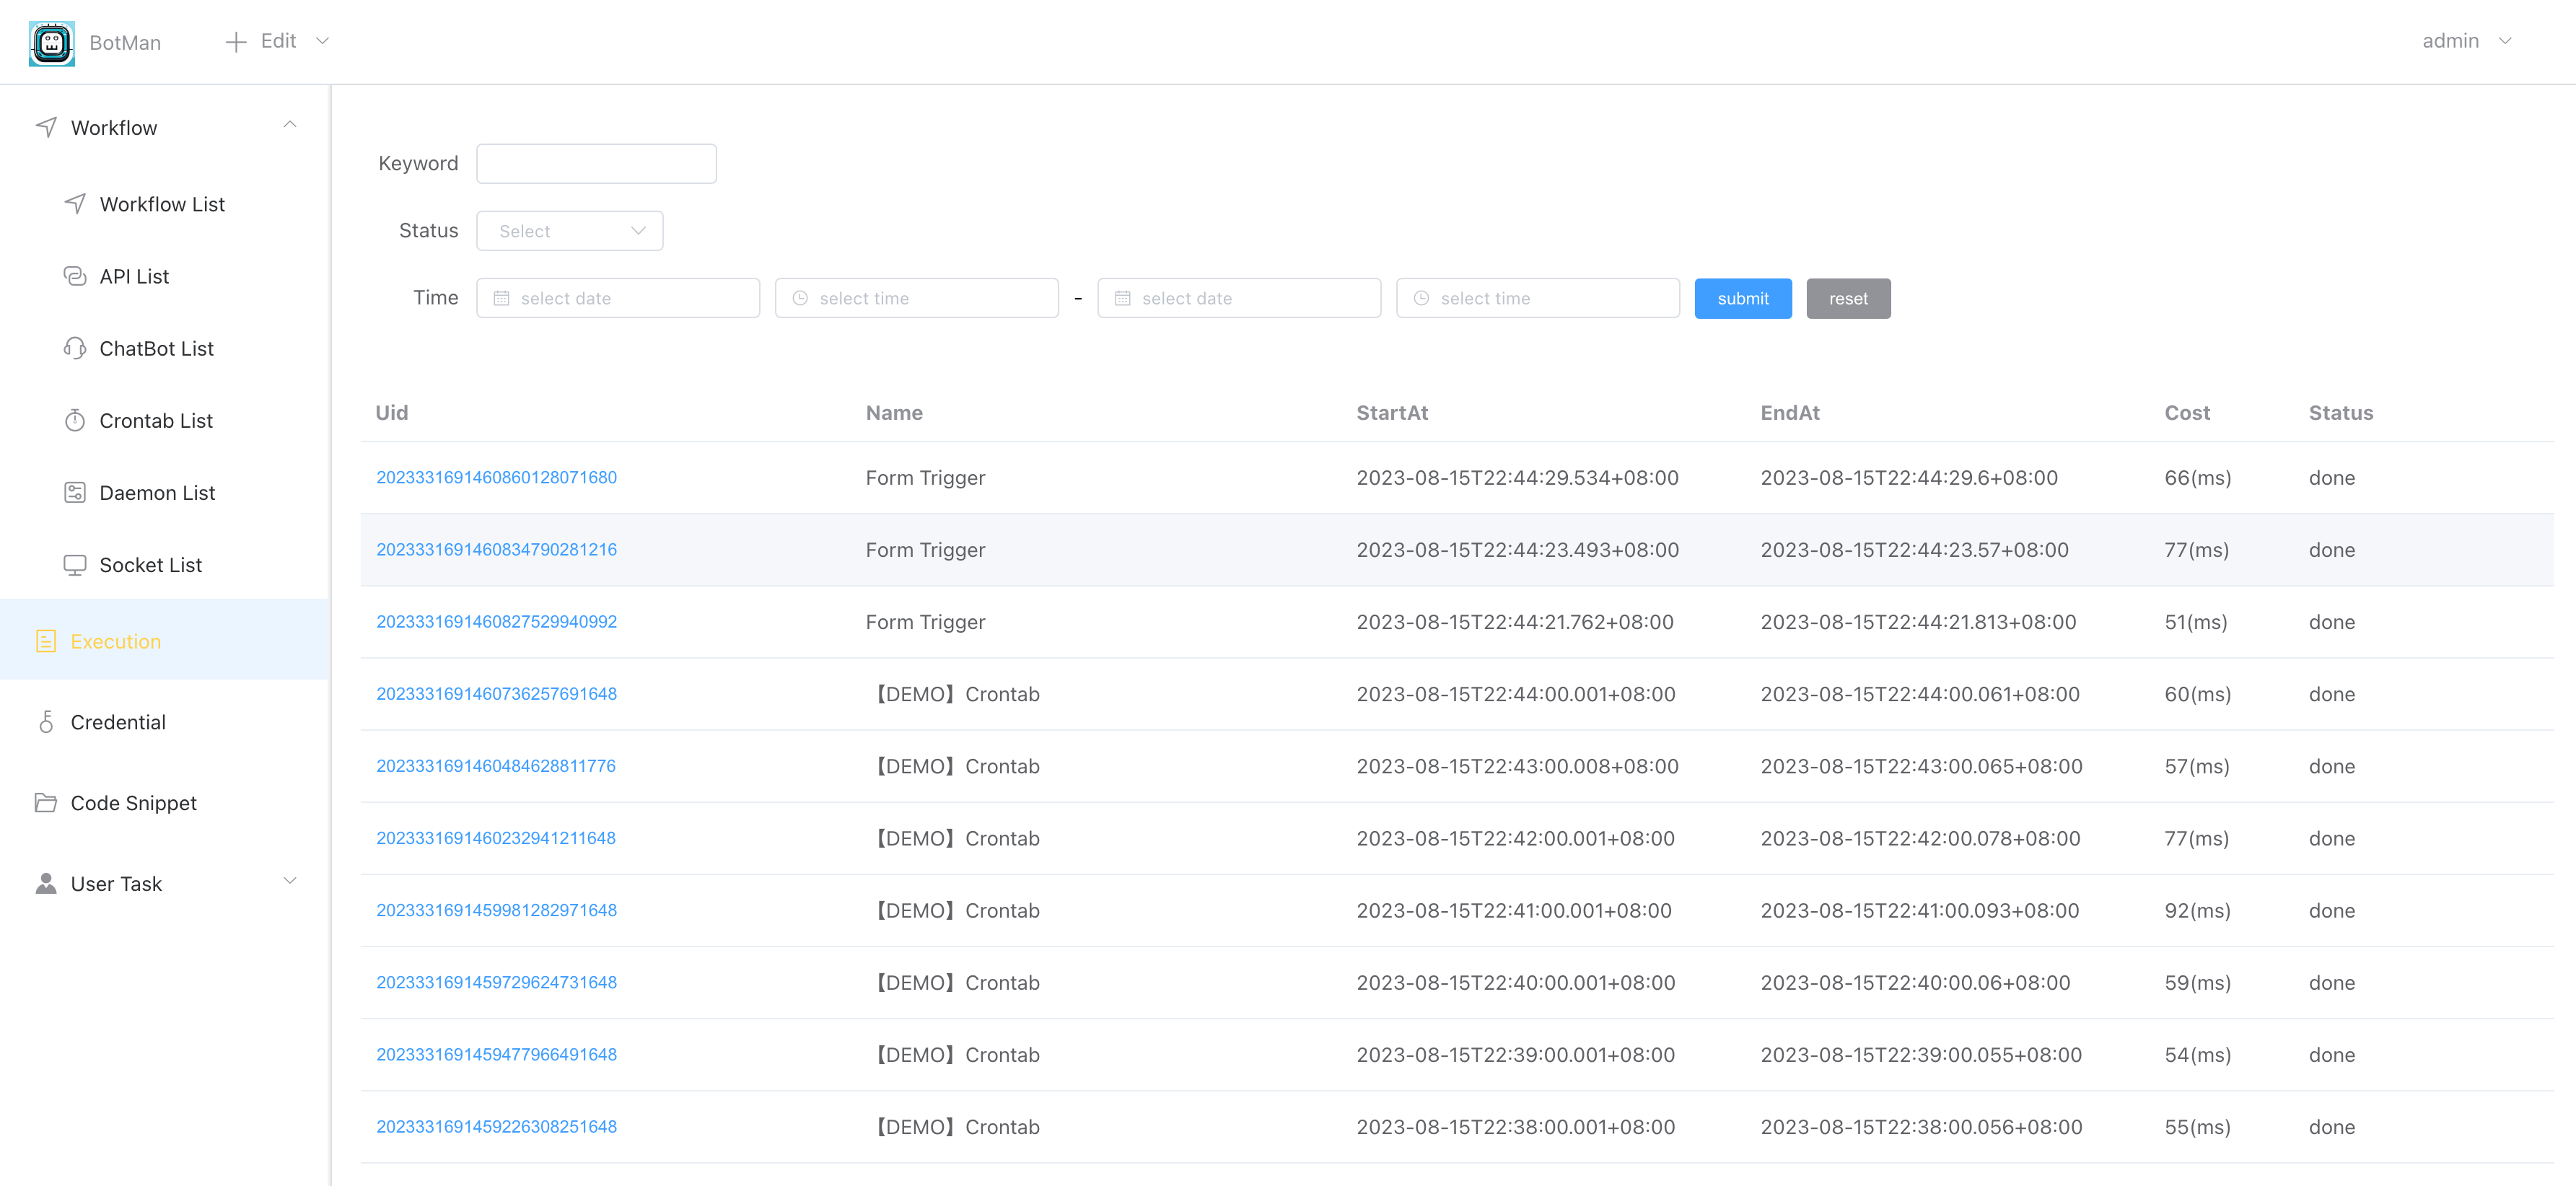 BotMan
Edit
admin
Workflow
Workflow List
API List
ChatBot List
Crontab List
Daemon List
Socket List
Execution
Credential
Code Snippet
User Task
Keyword
Status Select
Time select date select time - select date select time submit reset
Uid Name StartAt EndAt Cost Status
2023331691460860128071680 Form Trigger 2023-08-15T22:44:29.534+08:00 2023-08-15T22:44:29.6+08:00 66(ms) done
2023331691460834790281216 Form Trigger 2023-08-15T22:44:23.493+08:00 2023-08-15T22:44:23.57+08:00 77(ms) done
2023331691460827529940992 Form Trigger 2023-08-15T22:44:21.762+08:00 2023-08-15T22:44:21.813+08:00 51(ms) done
2023331691460736257691648 【DEMO】Crontab 2023-08-15T22:44:00.001+08:00 2023-08-15T22:44:00.061+08:00 60(ms) done
2023331691460484628811776 【DEMO】Crontab 2023-08-15T22:43:00.008+08:00 2023-08-15T22:43:00.065+08:00 57(ms) done
2023331691460232941211648 【DEMO】Crontab 2023-08-15T22:42:00.001+08:00 2023-08-15T22:42:00.078+08:00 77(ms) done
2023331691459981282971648 【DEMO】Crontab 2023-08-15T22:41:00.001+08:00 2023-08-15T22:41:00.093+08:00 92(ms) done
2023331691459729624731648 【DEMO】Crontab 2023-08-15T22:40:00.001+08:00 2023-08-15T22:40:00.06+08:00 59(ms) done
2023331691459477966491648 【DEMO】Crontab 2023-08-15T22:39:00.001+08:00 2023-08-15T22:39:00.055+08:00 54(ms) done
2023331691459226308251648 【DEMO】Crontab 2023-08-15T22:38:00.001+08:00 2023-08-15T22:38:00.056+08:00 55(ms) done